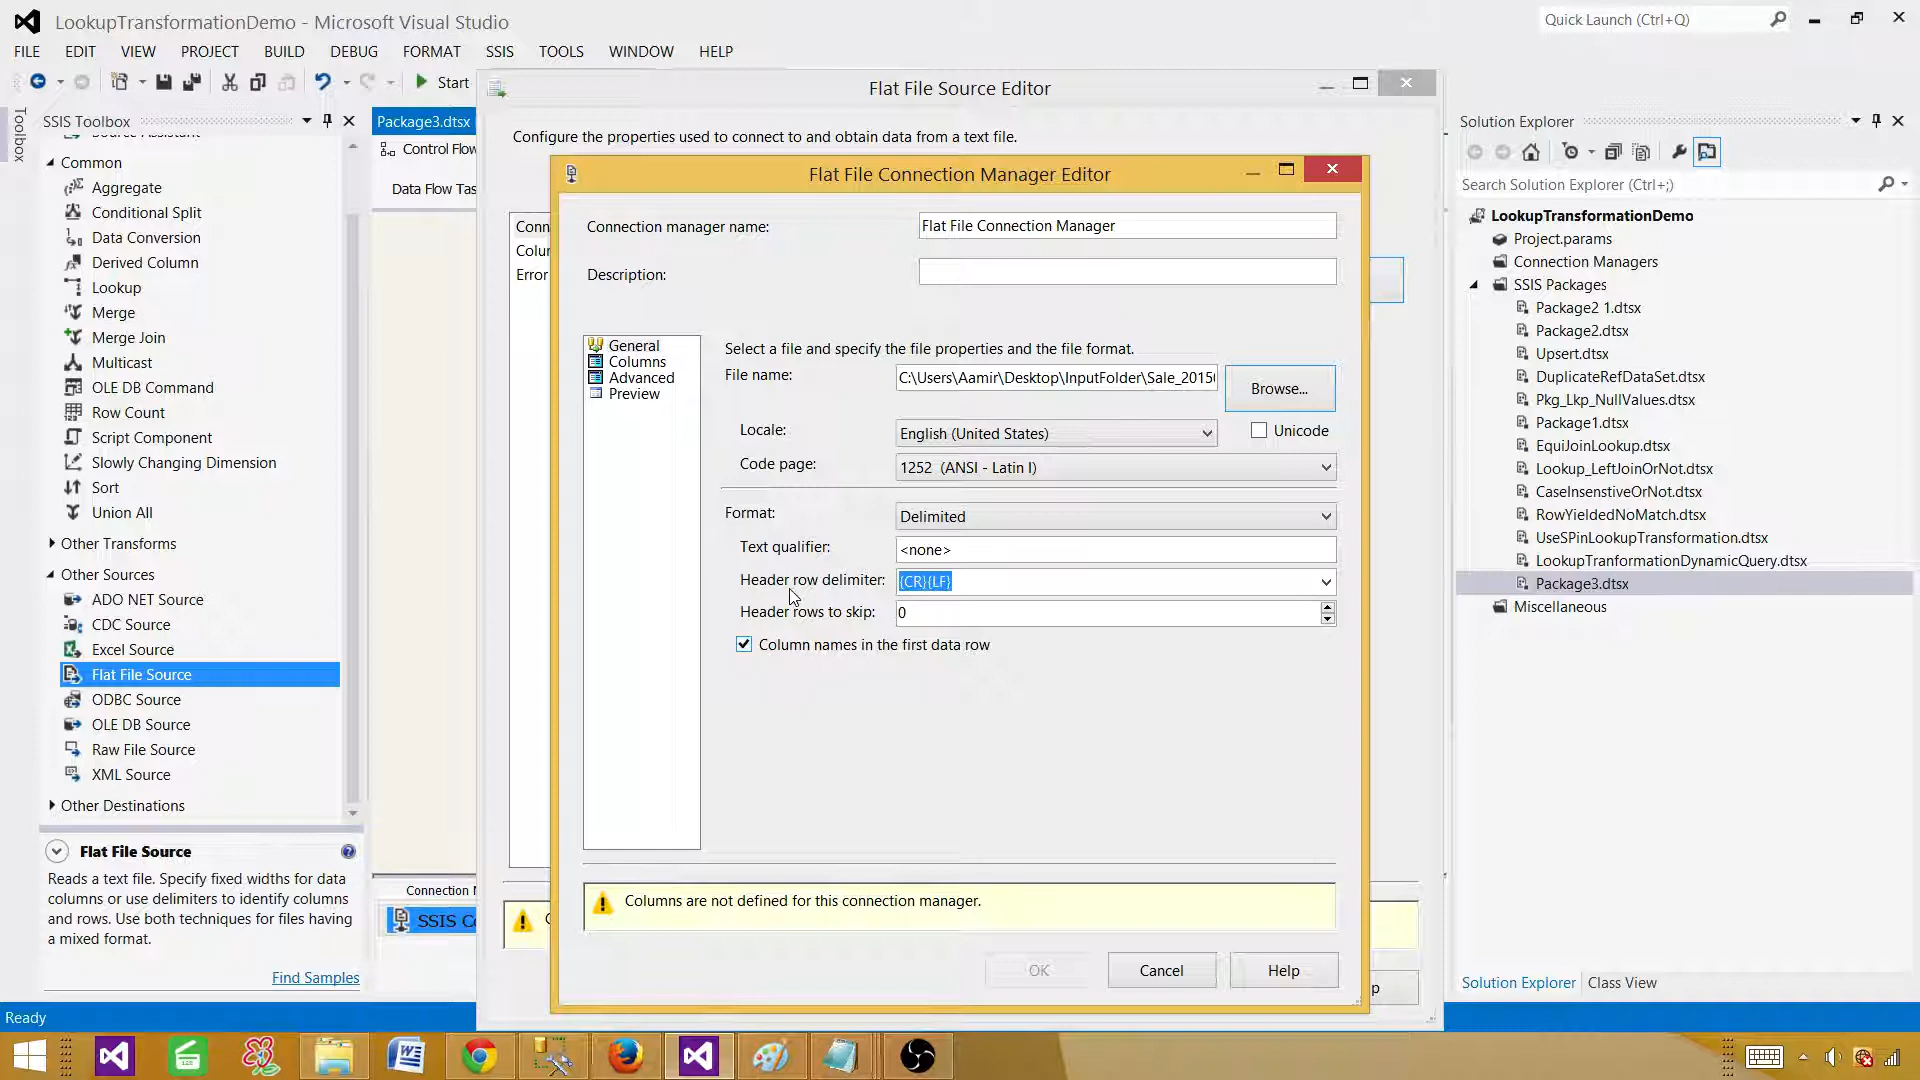 LookupTransformationDemo - Microsoft Visual Studio
Quick Launch (Ctrl+Q)
FILE EDIT VIEW PROJECT BUILD DEBUG FORMAT SSIS TOOLS WINDOW HELP
Start
Toolbox
SSIS Toolbox
Common
Aggregate
Conditional Split
Data Conversion
Derived Column
Lookup
Merge
Merge Join
Multicast
OLE DB Command
Row Count
Script Component
Slowly Changing Dimension
Sort
Union All
Other Transforms
Other Sources
ADO NET Source
CDC Source
Excel Source
Flat File Source
ODBC Source
OLE DB Source
Raw File Source
XML Source
Other Destinations
Flat File Source
Reads a text file. Specify fixed widths for data
columns or use delimiters to identify columns
and rows. Use both techniques for files having
a mixed format.
Find Samples
Ready
Package3.dtsx
Control Flow
Data Flow Tas
Connection M
SSIS Co
Flat File Source Editor
Configure the properties used to connect to and obtain data from a text file.
Conn
Colu
Error
Flat File Connection Manager Editor
Connection manager name: Flat File Connection Manager
Description:
General
Columns
Advanced
Preview
Select a file and specify the file properties and the file format.
File name: C:\Users\Aamir\Desktop\InputFolder\Sale_2015 Browse...
Locale: English (United States) Unicode
Code page: 1252 (ANSI - Latin I)
Format: Delimited
Text qualifier: <none>
Header row delimiter: {CR}{LF}
Header rows to skip: 0
Column names in the first data row
Columns are not defined for this connection manager.
OK Cancel Help
p
Solution Explorer
Search Solution Explorer (Ctrl+;)
LookupTransformationDemo
Project.params
Connection Managers
SSIS Packages
Package2 1.dtsx
Package2.dtsx
Upsert.dtsx
DuplicateRefDataSet.dtsx
Pkg_Lkp_NullValues.dtsx
Package1.dtsx
EquiJoinLookup.dtsx
Lookup_LeftJoinOrNot.dtsx
CaseInsenstiveOrNot.dtsx
RowYieldedNoMatch.dtsx
UseSPinLookupTransformation.dtsx
LookupTranformationDynamicQuery.dtsx
Package3.dtsx
Miscellaneous
Solution Explorer Class View